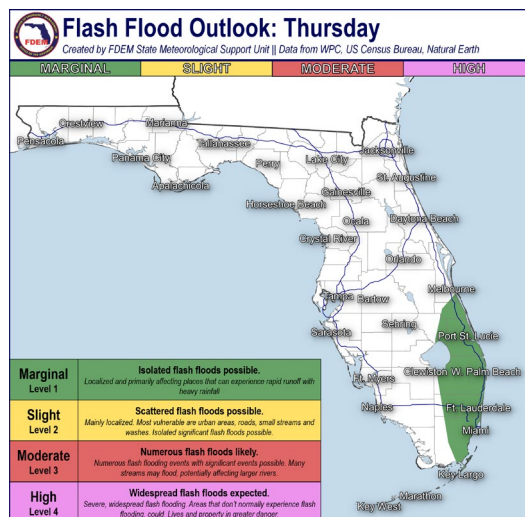 FDEM
Flash Flood Outlook: Thursday
Created by FDEM State Meteorological Support Unit || Data from WPC, US Census Bureau, Natural Earth
MARGINAL SLIGHT MODERATE HIGH
Crestview
Marianna
Pensacola
Tallahassee
Jacksonville
Panama City
Perry
Lake City
Apalachicola
St. Augustine
Gainesville
Horseshoe Beach
Ocala
Daytona Beach
Crystal River
Orlando
Melbourne
Tampa
Bartow
Sebring
Sarasota
Port St. Lucie
Clewiston
W. Palm Beach
Ft. Myers
Naples
Ft. Lauderdale
Miami
Key Largo
Marathon
Key West
Marginal
Level 1
Isolated flash floods possible.
Localized and primarily affecting places that can experience rapid runoff with
heavy rainfall
Slight
Level 2
Scattered flash floods possible.
Mainly localized. Most vulnerable are urban areas, roads, small streams and
washes. Isolated significant flash floods possible.
Moderate
Level 3
Numerous flash floods likely.
Numerous flash flooding events with significant events possible. Many
streams may flood, potentially affecting larger rivers.
High
Level 4
Widespread flash floods expected.
Severe, widespread flash flooding. Areas that don't normally experience flash
flooding, could. Lives and property in greater danger.